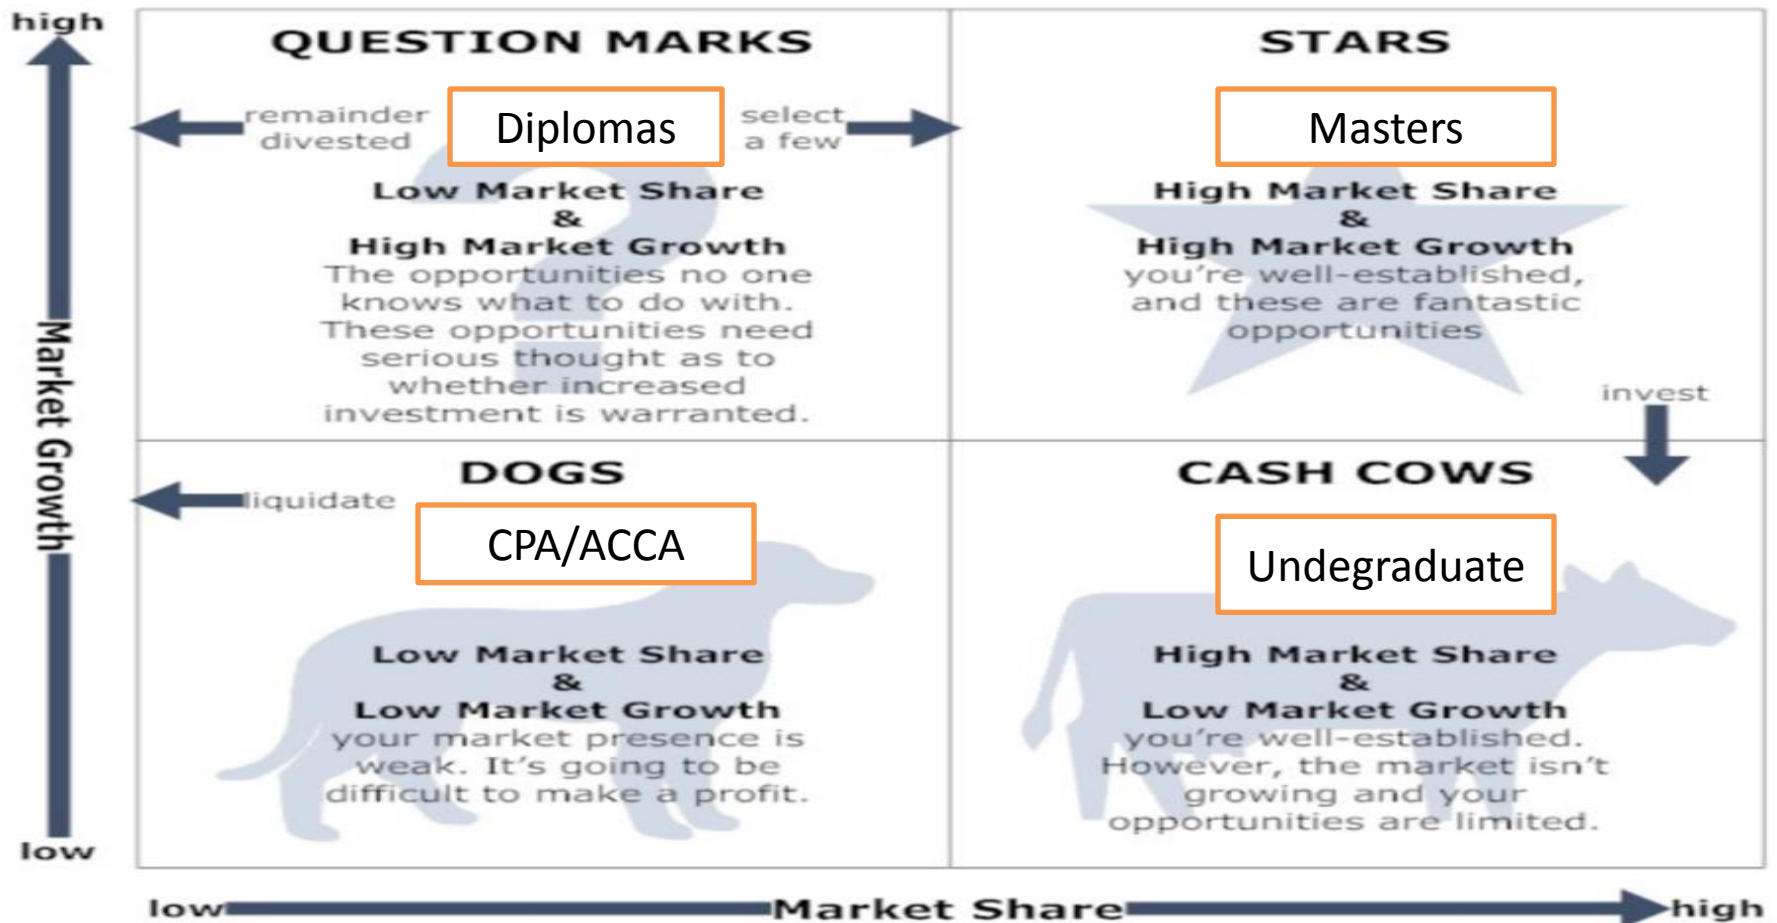 high
QUESTION MARKS
remainder
divested
Diplomas
select
a few
Low Market Share
&
High Market Growth
The opportunities no one
knows what to do with.
These opportunities need
serious thought as to
whether increased
investment is warranted.
STARS
Masters
High Market Share
&
High Market Growth
you're well-established,
and these are fantastic
opportunities
invest
Market Growth
DOGS
liquidate
CPA/ACCA
Low Market Share
&
Low Market Growth
your market presence is
weak. It's going to be
difficult to make a profit.
CASH COWS
Undegraduate
High Market Share
&
Low Market Growth
you're well-established.
However, the market isn't
growing and your
opportunities are limited.
low
low
Market Share
high